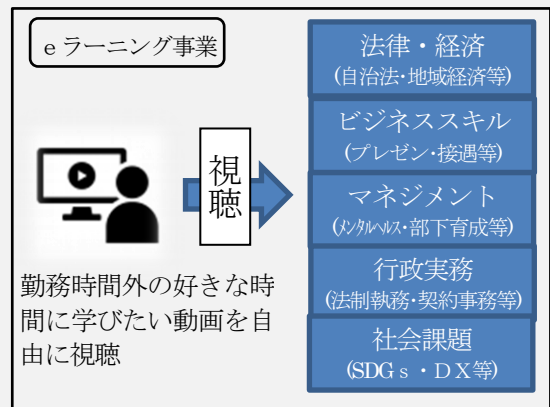 eラーニング事業
視聴
勤務時間外の好きな時
間に学びたい動画を自
由に視聴
法律・経済
(自治法・地域経済等)
ビジネススキル
(プレゼン・接遇等)
マネジメント
(ﾒﾝﾀﾙﾍﾙｽ・部下育成等)
行政実務
(法制執務・契約事務等)
社会課題
(SDGｓ・ＤＸ等)